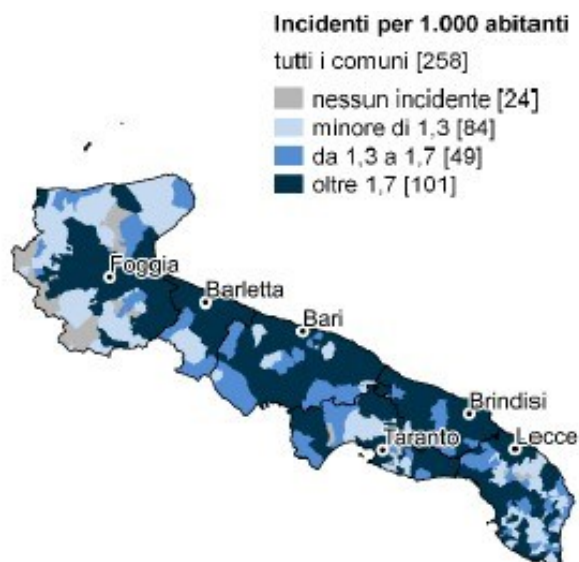 Incidenti per 1.000 abitanti
tutti i comuni [258]
nessun incidente [24]
minore di 1,3 [84]
da 1,3 a 1,7 [49]
oltre 1,7 [101]
Foggia
Barletta
Bari
Brindisi
Taranto
Lecce